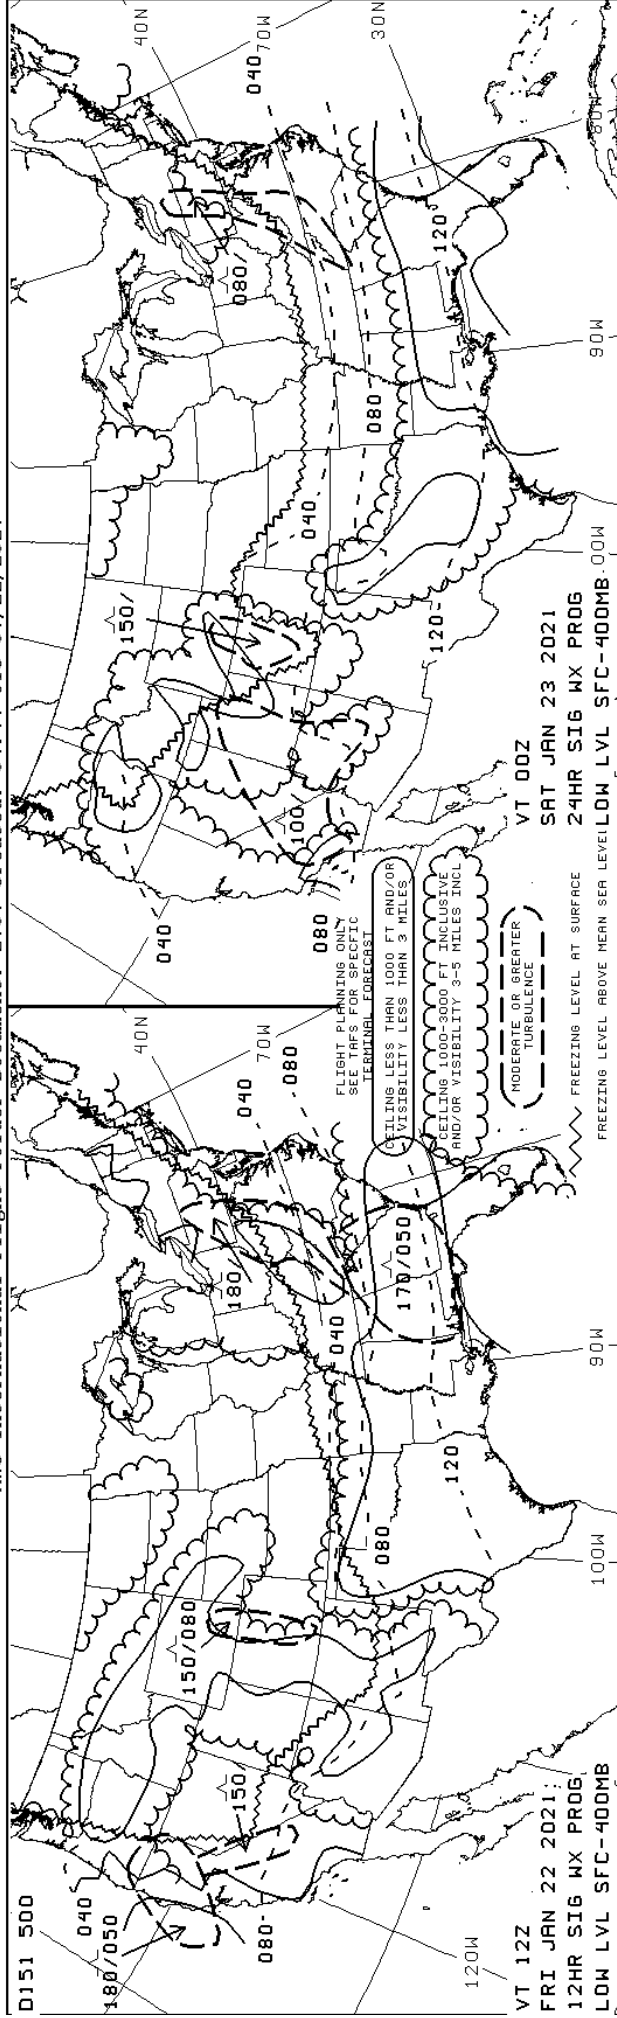 D151 500
040
180/050
080-
120W
150/
150/080
180/
040
080
170/050
040
080
120
100W
90W
40N
70W
VT 12Z
FRI JAN 22 2021
12HR SIG WX PROG
LOW LVL SFC-400MB
FLIGHT PLANNING ONLY
SEE TAFS FOR SPECFIC
TERMINAL FORECAST
CEILING LESS THAN 1000 FT AND/OR
VISIBILITY LESS THAN 3 MILES
CEILING 1000-3000 FT INCLUSIVE
AND/OR VISIBILITY 3-5 MILES INCL
MODERATE OR GREATER
TURBULENCE
FREEZING LEVEL AT SURFACE
FREEZING LEVEL ABOVE MEAN SEA LEVEL
040
080
100/
150/
080/
040
040
080
120-
120
90W
80W
40N
70W
30N
VT 00Z
SAT JAN 23 2021
24HR SIG WX PROG
LOW LVL SFC-400MB